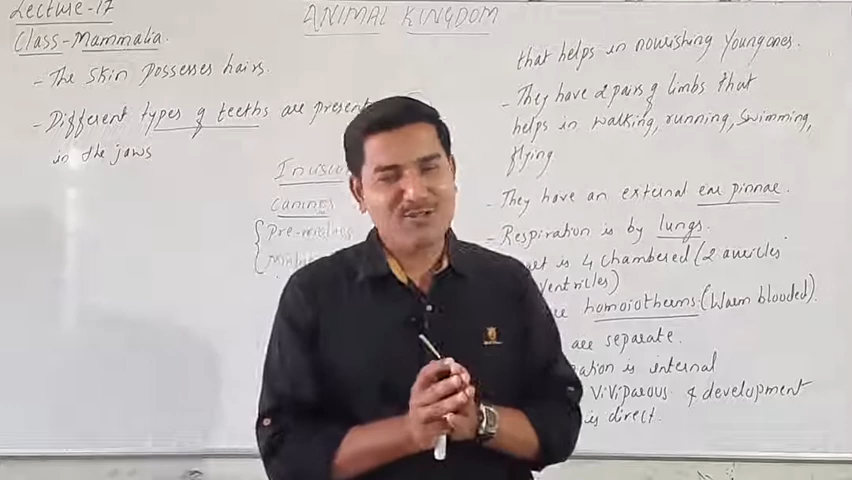 Lecture-17
ANIMAL KINGDOM
Class-Mammalia.
- The Skin possesses hairs.
- Different types of teeths are present
in the jaws
Canines
Pre-molars
that helps in nourishing Youngones.
- They have 2 pairs of limbs that
helps in walking, running, Swimming,
flying.
- They have an external ear pinnae.
- Respiration is by lungs.
is 4 chambered (2 auricles
ventricles)
homoiotherms (Warm blooded).
are separate.
is internal
Viviparous & development
is direct.